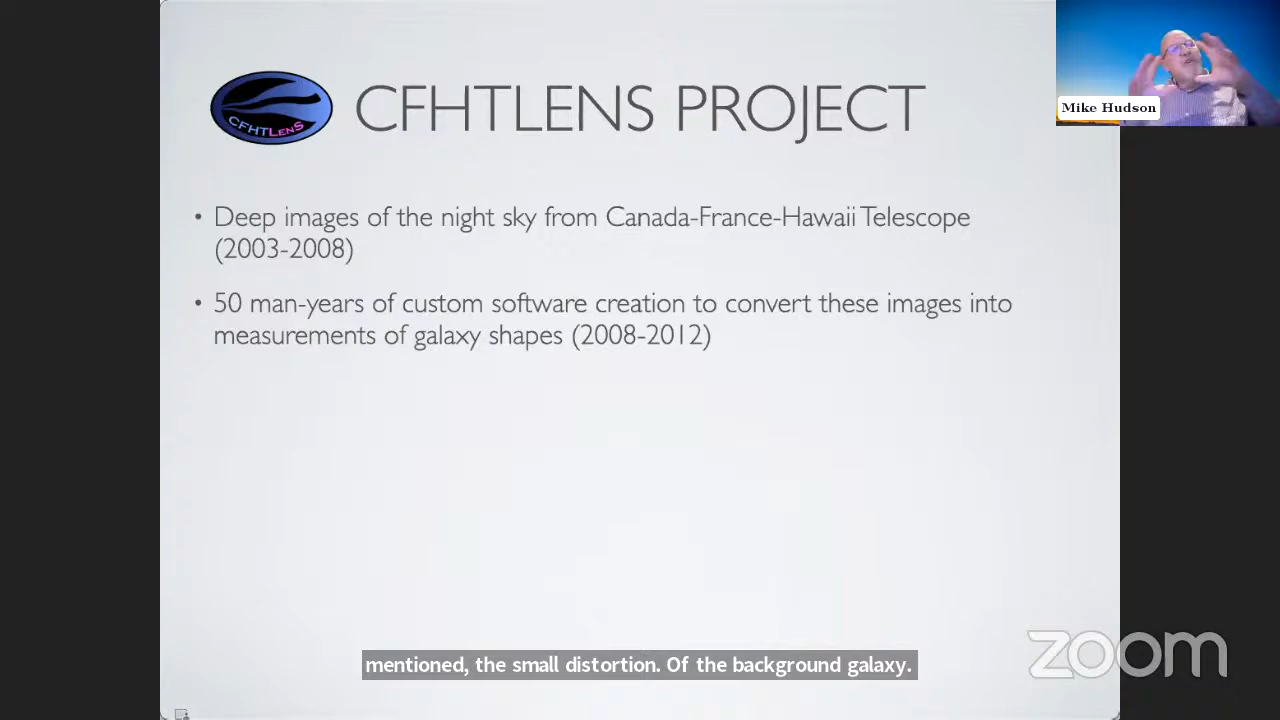 Mike Hudson
CFHTLENS
CFHTLENS PROJECT
• Deep images of the night sky from Canada-France-Hawaii Telescope
(2003-2008)
• 50 man-years of custom software creation to convert these images into
measurements of galaxy shapes (2008-2012)
mentioned, the small distortion. Of the background galaxy.
zoom